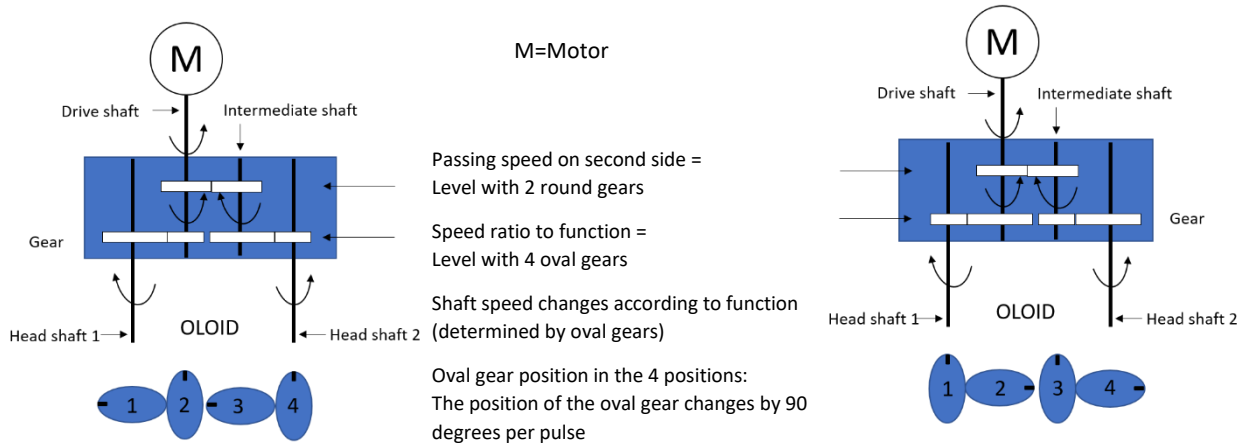 M
M=Motor
Drive shaft
Intermediate shaft
Passing speed on second side =
Level with 2 round gears
Gear
Speed ratio to function =
Level with 4 oval gears
Shaft speed changes according to function
(determined by oval gears)
Head shaft 1
OLOID
Head shaft 2
Oval gear position in the 4 positions:
The position of the oval gear changes by 90
degrees per pulse
1
2
3
4
M
Drive shaft
Intermediate shaft
Gear
Head shaft 1
OLOID
Head shaft 2
1
2
3
4